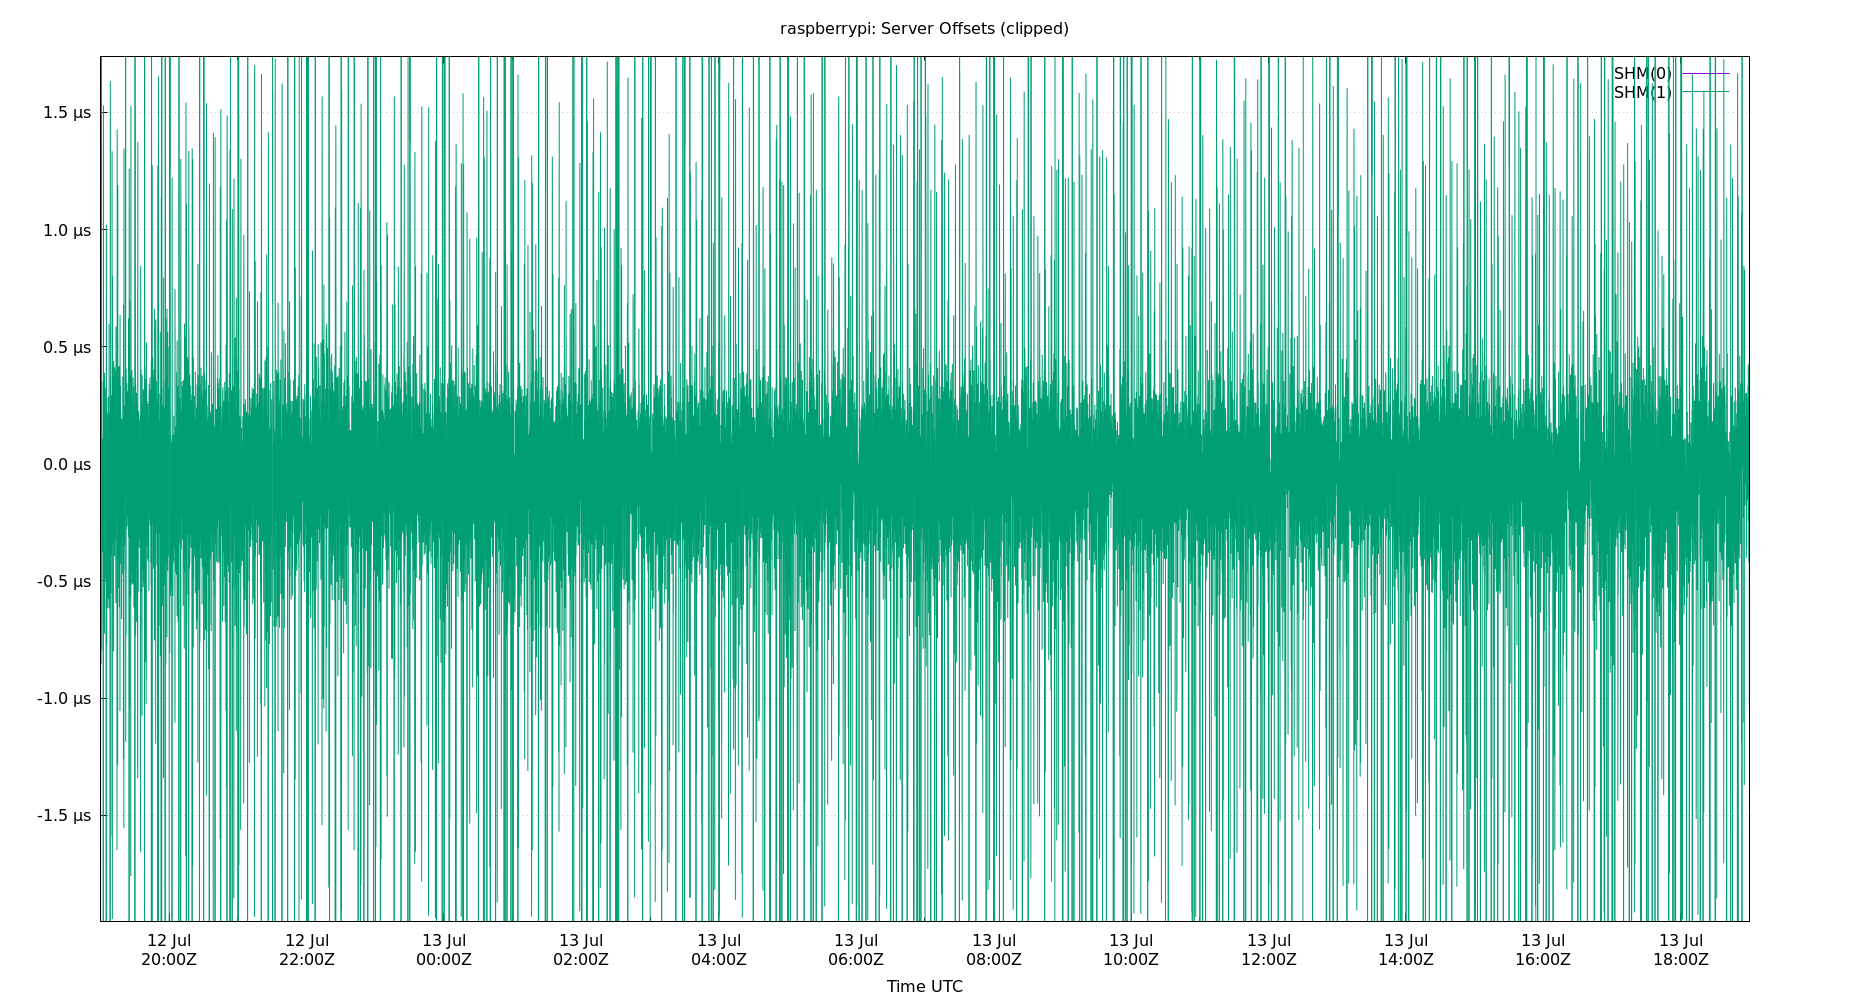 raspberrypi: Server Offsets (clipped)
SHM(0)
SHM(1)
1.5 µs
1.0 µs
0.5 µs
0.0 µs
-0.5 µs
-1.0 µs
-1.5 µs
12 Jul 12 Jul 13 Jul 13 Jul 13 Jul 13 Jul 13 Jul 13 Jul 13 Jul 13 Jul 13 Jul 13 Jul
20:00Z 22:00Z 00:00Z 02:00Z 04:00Z 06:00Z 08:00Z 10:00Z 12:00Z 14:00Z 16:00Z 18:00Z
Time UTC